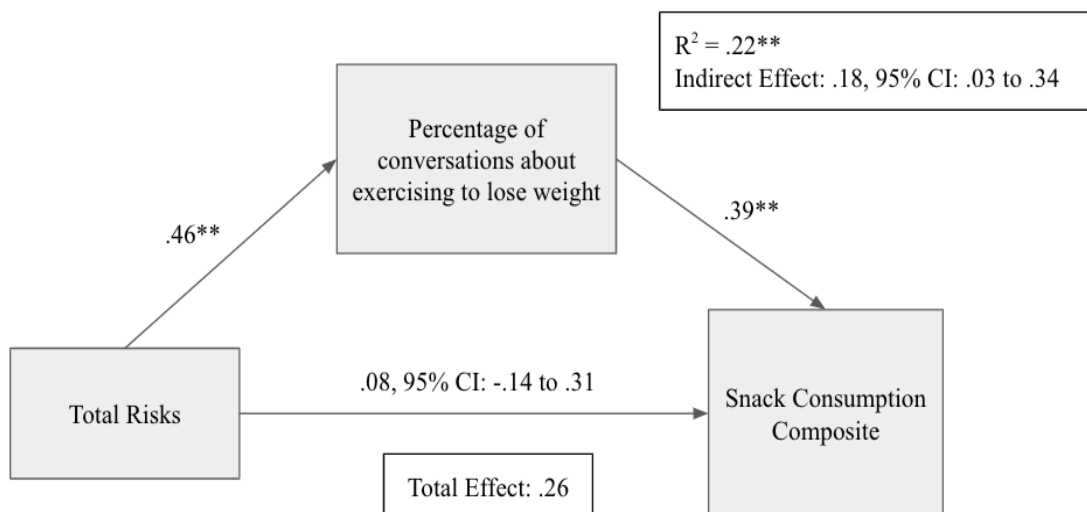 R² = .22**
Indirect Effect: .18, 95% CI: .03 to .34
Percentage of
conversations about
exercising to lose weight
.46**
.39**
Total Risks
.08, 95% CI: -.14 to .31
Snack Consumption
Composite
Total Effect: .26